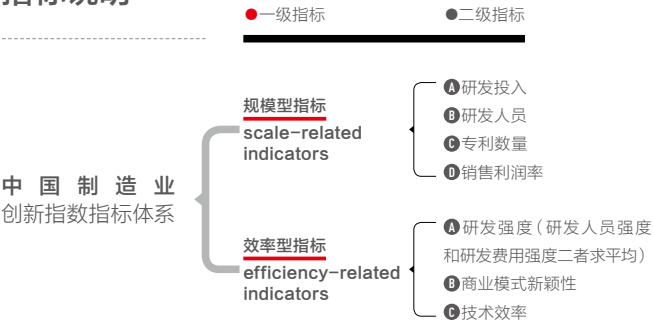 指标说明
●一级指标 ●二级指标
规模型指标
scale-related
indicators
A研发投入
B研发人员
C专利数量
D销售利润率
中国制造业
创新指数指标体系
效率型指标
efficiency-related
indicators
A研发强度(研发人员强度
和研发费用强度二者求平均)
B商业模式新颖性
C技术效率